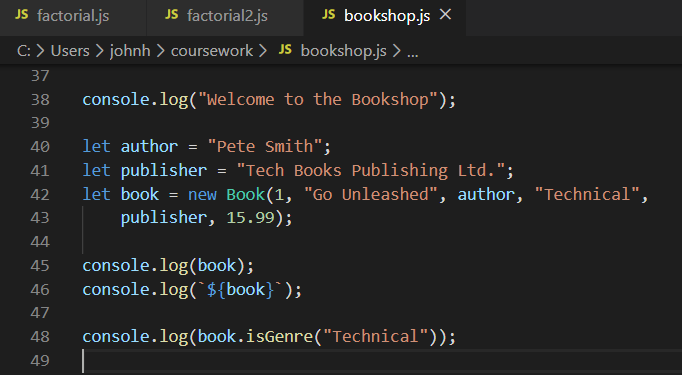 JS factorial.js JS factorial2.js JS bookshop.js ×
C: > Users > johnh > coursework > JS bookshop.js > ...
37
38 console.log("Welcome to the Bookshop");
39
40 let author = "Pete Smith";
41 let publisher = "Tech Books Publishing Ltd.";
42 let book = new Book(1, "Go Unleashed", author, "Technical",
43     publisher, 15.99);
44
45 console.log(book);
46 console.log(`${book}`);
47
48 console.log(book.isGenre("Technical"));
49